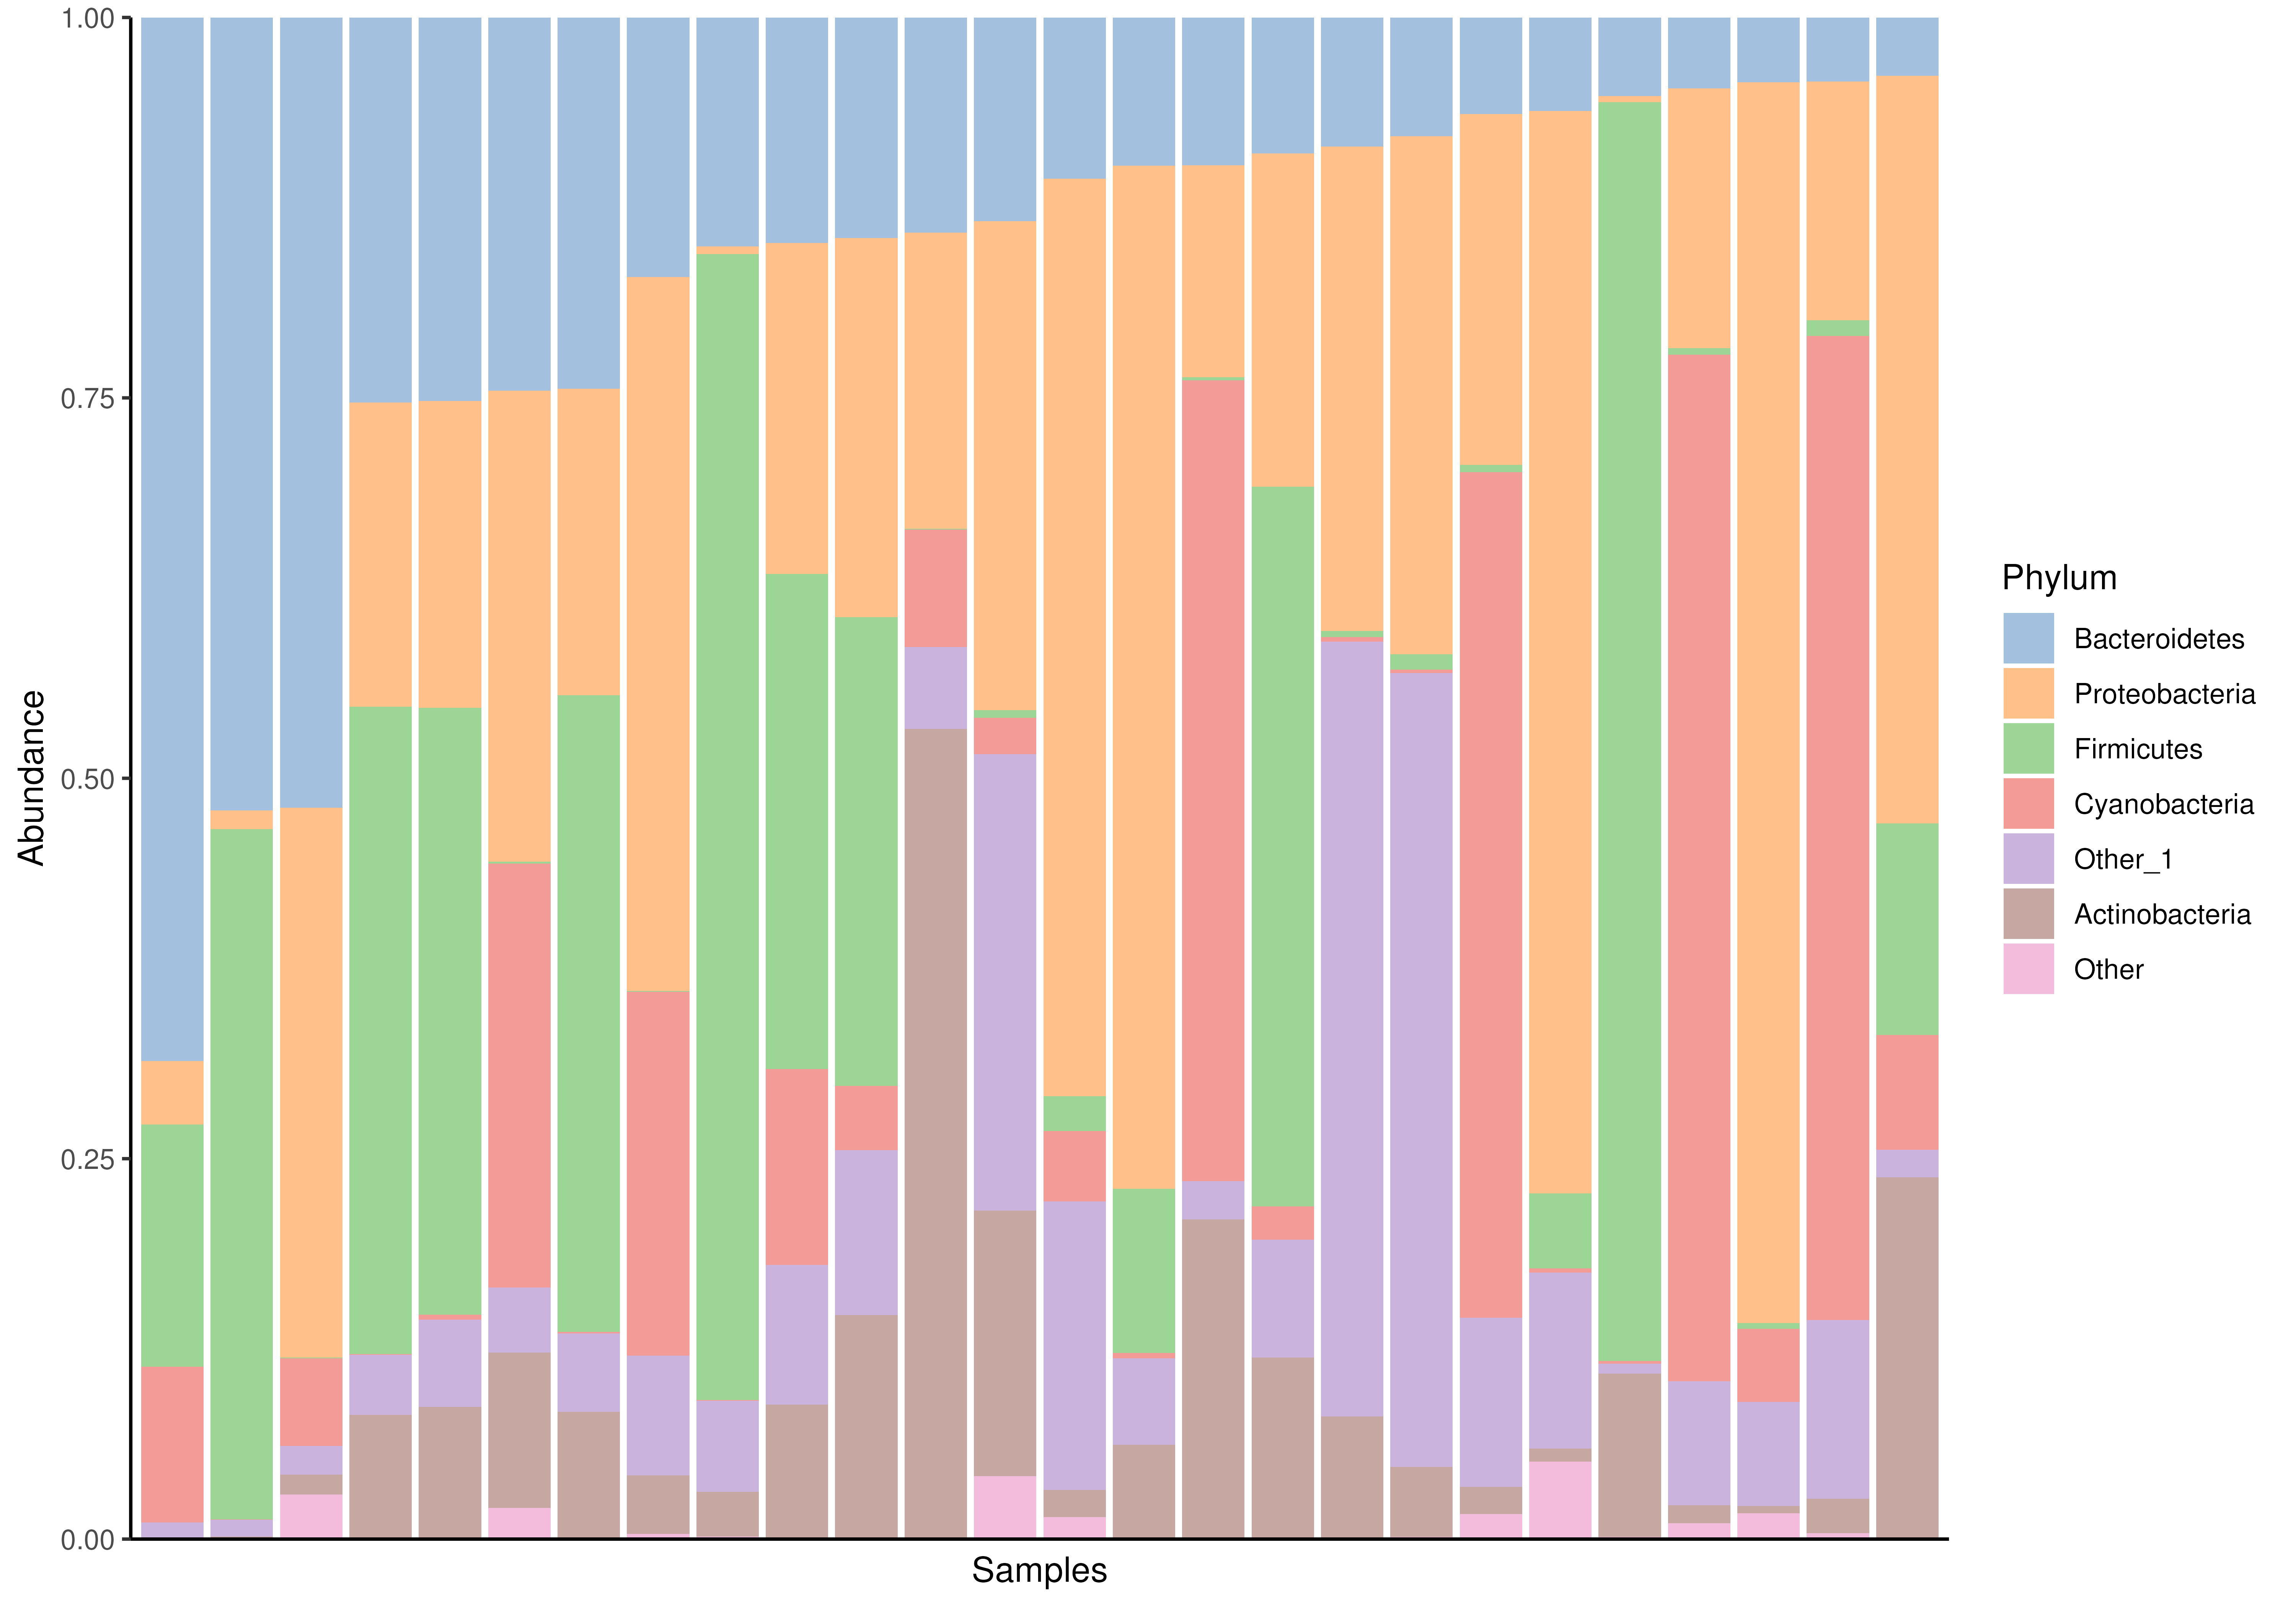 1.00
0.75
0.50
0.25
0.00
Abundance
Samples
Phylum
Bacteroidetes
Proteobacteria
Firmicutes
Cyanobacteria
Other_1
Actinobacteria
Other